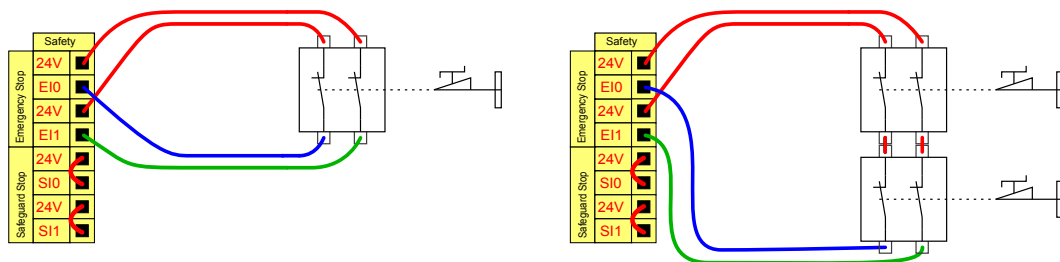 Safety
Emergency Stop
24V
EI0
24V
EI1
Safeguard Stop
24V
SI0
24V
SI1
Safety
Emergency Stop
24V
EI0
24V
EI1
Safeguard Stop
24V
SI0
24V
SI1